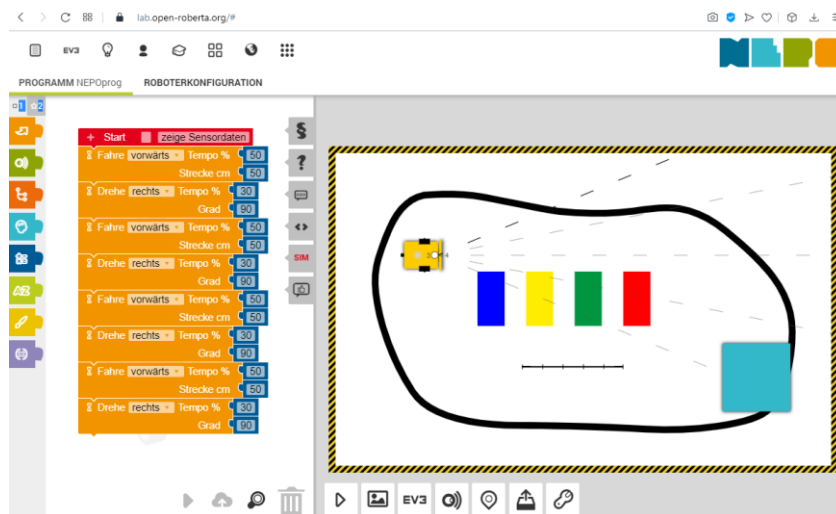 lab.open-roberta.org/#
EV3
NEPO
PROGRAMM NEPOprog ROBOTERKONFIGURATION
1 2
+ Start zeige Sensordaten
Fahre vorwärts Tempo % 50
Strecke cm 50
Drehe rechts Tempo % 30
Grad 90
Fahre vorwärts Tempo % 50
Strecke cm 50
Drehe rechts Tempo % 30
Grad 90
Fahre vorwärts Tempo % 50
Strecke cm 50
Drehe rechts Tempo % 30
Grad 90
Fahre vorwärts Tempo % 50
Strecke cm 50
Drehe rechts Tempo % 30
Grad 90
§
?
SIM
EV3